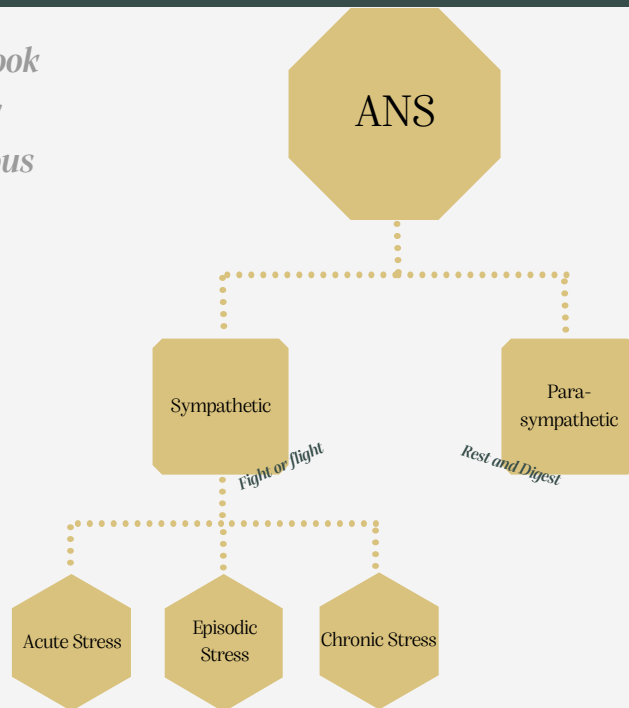 ANS
Sympathetic
Para-
sympathetic
Fight or flight
Rest and Digest
Acute Stress
Episodic
Stress
Chronic Stress